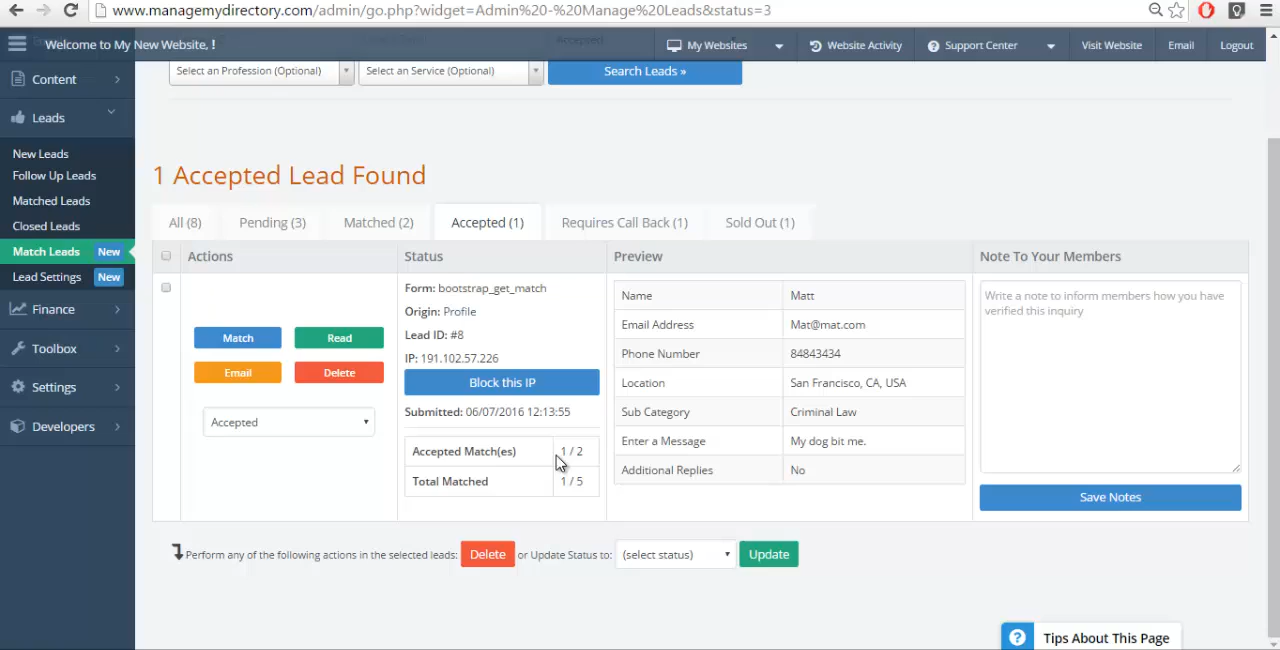 www.managemydirectory.com/admin/go.php?widget=Admin%20-%20Manage%20Leads&status=3
Welcome to My New Website, !
My Websites
Website Activity
Support Center
Visit Website
Email
Logout
Accepted
Content
Leads
New Leads
Follow Up Leads
Matched Leads
Closed Leads
Match Leads New
Lead Settings New
Finance
Toolbox
Settings
Developers
Select an Profession (Optional)
Select an Service (Optional)
Search Leads »
1 Accepted Lead Found
All (8)
Pending (3)
Matched (2)
Accepted (1)
Requires Call Back (1)
Sold Out (1)
Actions
Status
Preview
Note To Your Members
Match
Read
Email
Delete
Accepted
Form: bootstrap_get_match
Origin: Profile
Lead ID: #8
IP: 191.102.57.226
Block this IP
Submitted: 06/07/2016 12:13:55
Accepted Match(es) 1 / 2
Total Matched 1 / 5
Name Matt
Email Address Mat@mat.com
Phone Number 84843434
Location San Francisco, CA, USA
Sub Category Criminal Law
Enter a Message My dog bit me.
Additional Replies No
Write a note to inform members how you have
verified this inquiry
Save Notes
Perform any of the following actions in the selected leads: Delete or Update Status to: (select status) Update
Tips About This Page